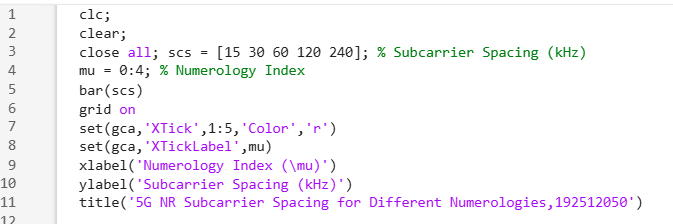 1 clc;
2 clear;
3 close all; scs = [15 30 60 120 240]; % Subcarrier Spacing (kHz)
4 mu = 0:4; % Numerology Index
5 bar(scs)
6 grid on
7 set(gca,'XTick',1:5,'Color','r')
8 set(gca,'XTickLabel',mu)
9 xlabel('Numerology Index (\mu)')
10 ylabel('Subcarrier Spacing (kHz)')
11 title('5G NR Subcarrier Spacing for Different Numerologies,192512050')
12